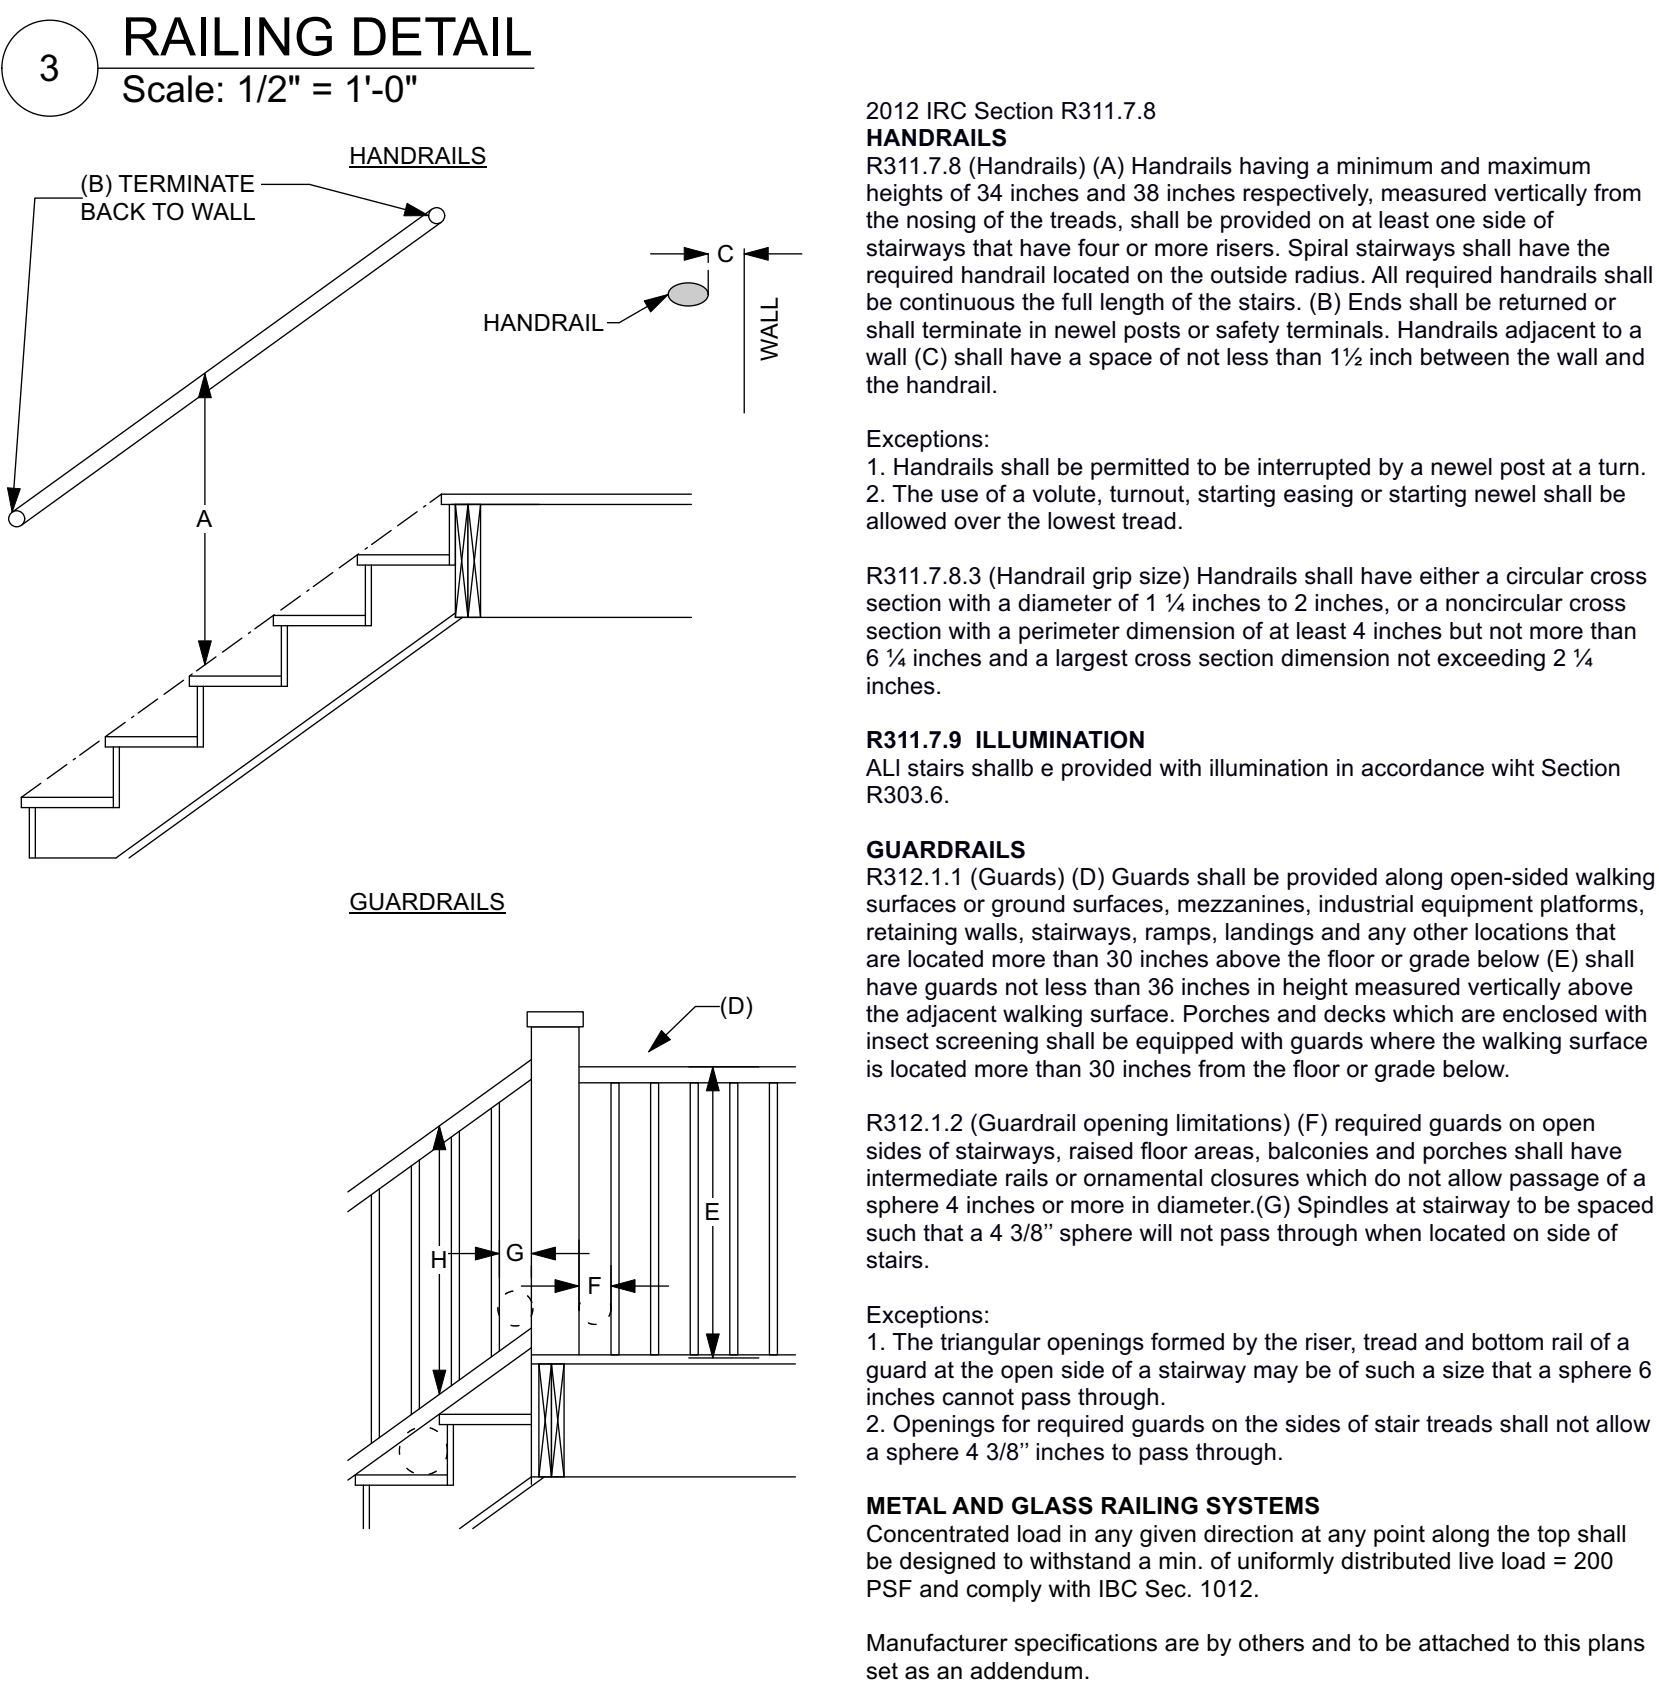 3
RAILING DETAIL
Scale: 1/2" = 1'-0"
HANDRAILS
(B) TERMINATE
BACK TO WALL
C
HANDRAIL
WALL
A
GUARDRAILS
(D)
E
H
G
F
2012 IRC Section R311.7.8
HANDRAILS
R311.7.8 (Handrails) (A) Handrails having a minimum and maximum
heights of 34 inches and 38 inches respectively, measured vertically from
the nosing of the treads, shall be provided on at least one side of
stairways that have four or more risers. Spiral stairways shall have the
required handrail located on the outside radius. All required handrails shall
be continuous the full length of the stairs. (B) Ends shall be returned or
shall terminate in newel posts or safety terminals. Handrails adjacent to a
wall (C) shall have a space of not less than 1½ inch between the wall and
the handrail.
Exceptions:
1. Handrails shall be permitted to be interrupted by a newel post at a turn.
2. The use of a volute, turnout, starting easing or starting newel shall be
allowed over the lowest tread.
R311.7.8.3 (Handrail grip size) Handrails shall have either a circular cross
section with a diameter of 1 ¼ inches to 2 inches, or a noncircular cross
section with a perimeter dimension of at least 4 inches but not more than
6 ¼ inches and a largest cross section dimension not exceeding 2 ¼
inches.
R311.7.9  ILLUMINATION
ALI stairs shallb e provided with illumination in accordance wiht Section
R303.6.
GUARDRAILS
R312.1.1 (Guards) (D) Guards shall be provided along open-sided walking
surfaces or ground surfaces, mezzanines, industrial equipment platforms,
retaining walls, stairways, ramps, landings and any other locations that
are located more than 30 inches above the floor or grade below (E) shall
have guards not less than 36 inches in height measured vertically above
the adjacent walking surface. Porches and decks which are enclosed with
insect screening shall be equipped with guards where the walking surface
is located more than 30 inches from the floor or grade below.
R312.1.2 (Guardrail opening limitations) (F) required guards on open
sides of stairways, raised floor areas, balconies and porches shall have
intermediate rails or ornamental closures which do not allow passage of a
sphere 4 inches or more in diameter.(G) Spindles at stairway to be spaced
such that a 4 3/8’’ sphere will not pass through when located on side of
stairs.
Exceptions:
1. The triangular openings formed by the riser, tread and bottom rail of a
guard at the open side of a stairway may be of such a size that a sphere 6
inches cannot pass through.
2. Openings for required guards on the sides of stair treads shall not allow
a sphere 4 3/8’’ inches to pass through.
METAL AND GLASS RAILING SYSTEMS
Concentrated load in any given direction at any point along the top shall
be designed to withstand a min. of uniformly distributed live load = 200
PSF and comply with IBC Sec. 1012.
Manufacturer specifications are by others and to be attached to this plans
set as an addendum.